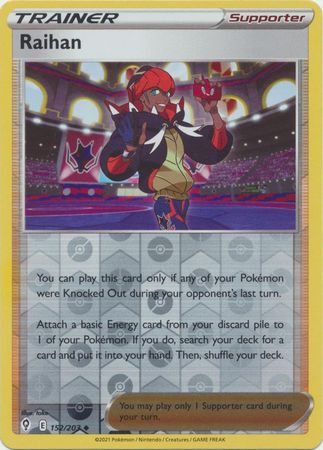 TRAINER Supporter
Raihan
You can play this card only if any of your Pokémon
were Knocked Out during your opponent's last turn.
Attach a basic Energy card from your discard pile to
1 of your Pokémon. If you do, search your deck for a
card and put it into your hand. Then, shuffle your deck.
illus. take
You may play only 1 Supporter card during
your turn.
E 152/203
©2021 Pokémon / Nintendo / Creatures / GAME FREAK